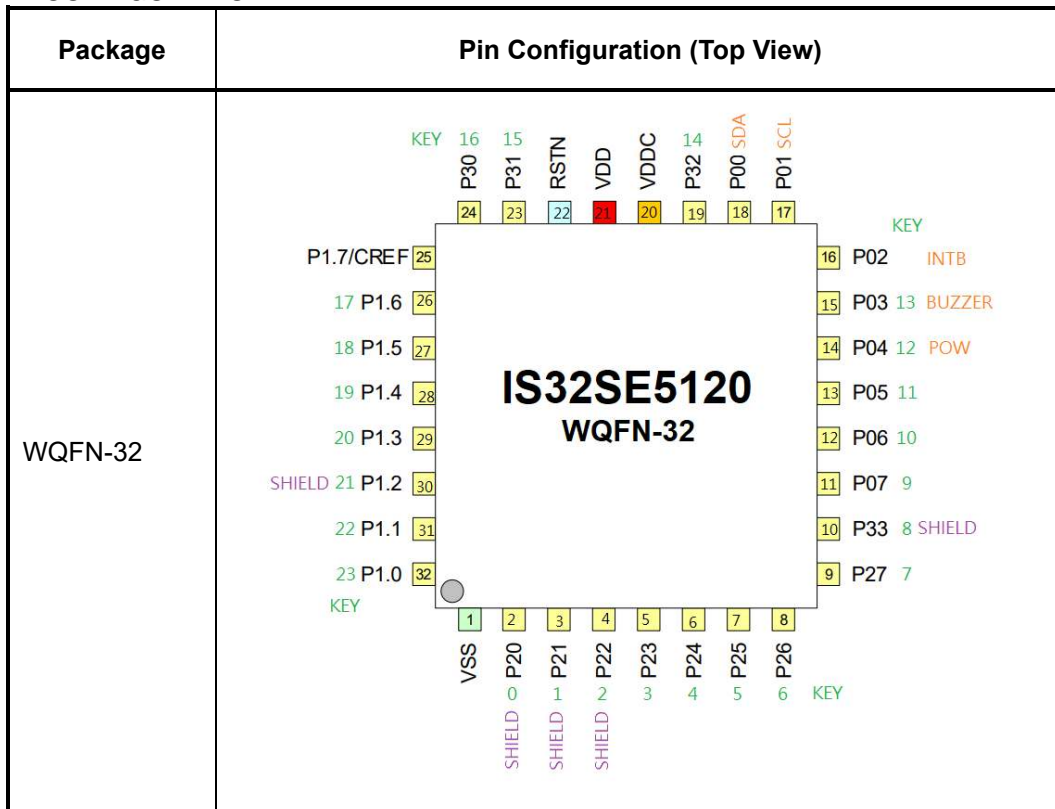 Package
Pin Configuration (Top View)
WQFN-32
KEY 16 15 14
P30 P31 RSTN VDD VDDC P32 P00 SDA P01 SCL
24 23 22 21 20 19 18 17
KEY
P1.7/CREF 25
17 P1.6 26
18 P1.5 27
19 P1.4 28
20 P1.3 29
SHIELD 21 P1.2 30
22 P1.1 31
23 P1.0 32
KEY
IS32SE5120
WQFN-32
16 P02 INTB
15 P03 13 BUZZER
14 P04 12 POW
13 P05 11
12 P06 10
11 P07 9
10 P33 8 SHIELD
9 P27 7
1 2 3 4 5 6 7 8
VSS P20 P21 P22 P23 P24 P25 P26
0 1 2 3 4 5 6 KEY
SHIELD SHIELD SHIELD